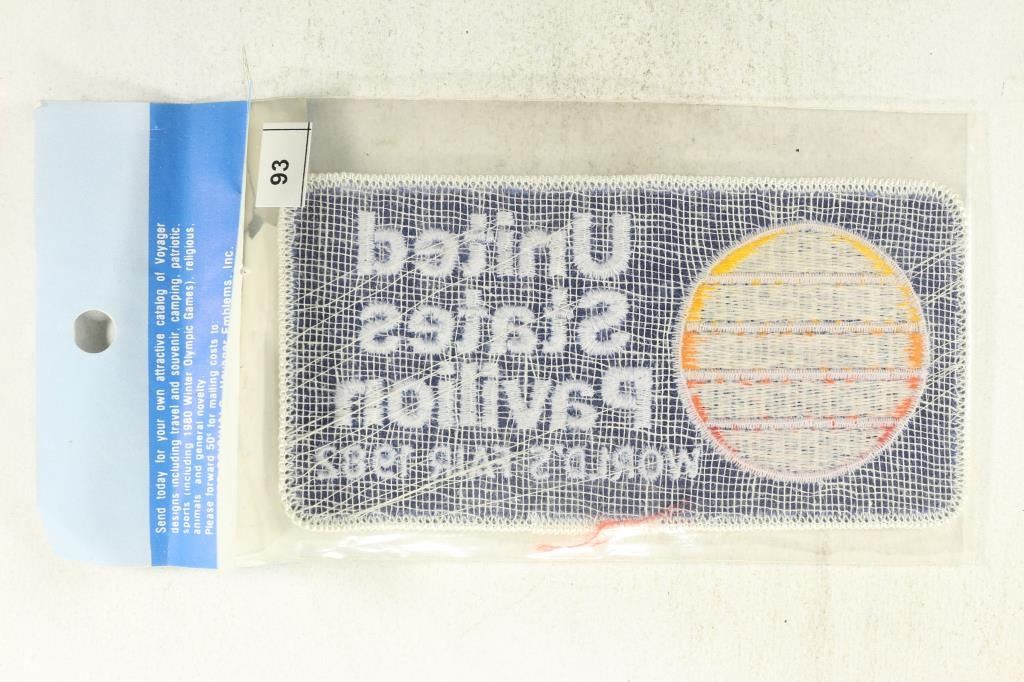 Send today for your own attractive catalog of Voyager
designs including travel and souvenir, camping, patriotic,
sports (including 1980 Winter Olympic Games), religious,
animals and general novelty
Please forward 50¢ for mailing costs to
Emblems, Inc.
93
United
States
Pavilion
WORLD'S FAIR 1982